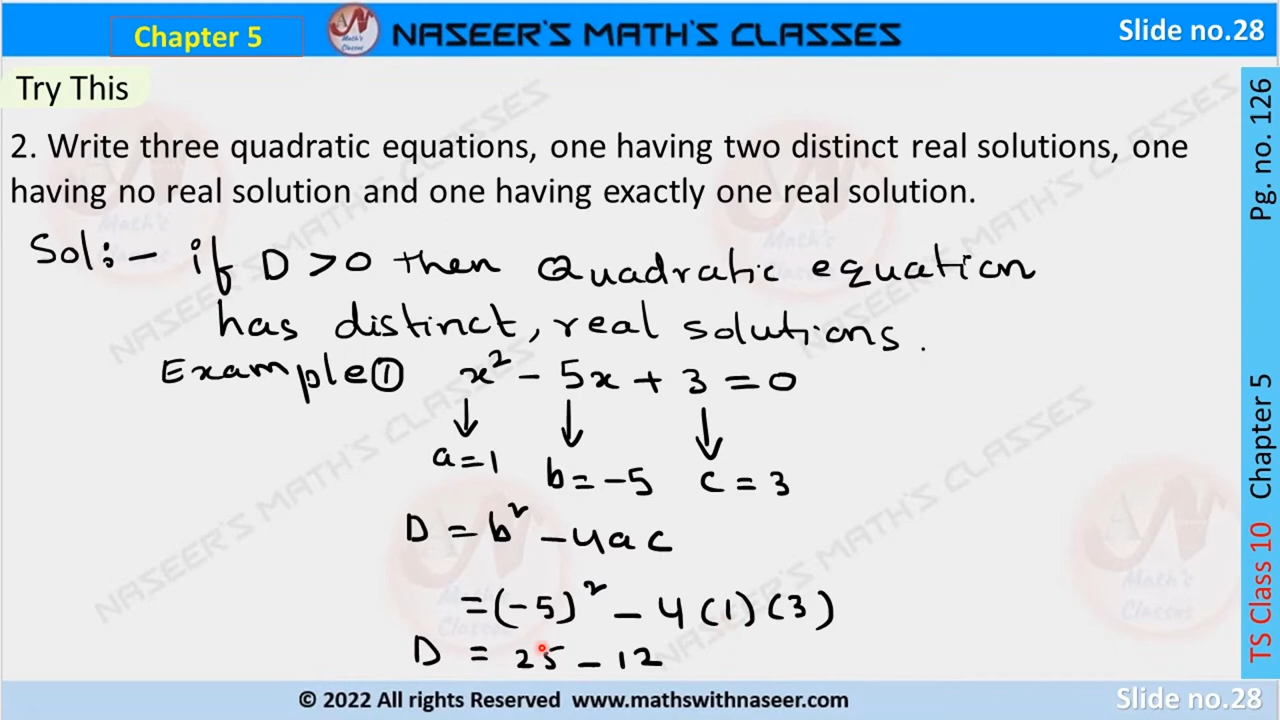 Chapter 5
NASEER'S MATH'S CLASSES
Slide no.28
Try This
2. Write three quadratic equations, one having two distinct real solutions, one
having no real solution and one having exactly one real solution.
Sol:- if D > 0 then Quadratic equation
has distinct, real solutions.
Example ① x² - 5x + 3 = 0
a=1 b=-5 c=3
D = b² - 4ac
= (-5)² - 4(1)(3)
D = 25 - 12
TS Class 10 Chapter 5 Pg. no. 126
© 2022 All rights Reserved www.mathswithnaseer.com
Slide no.28